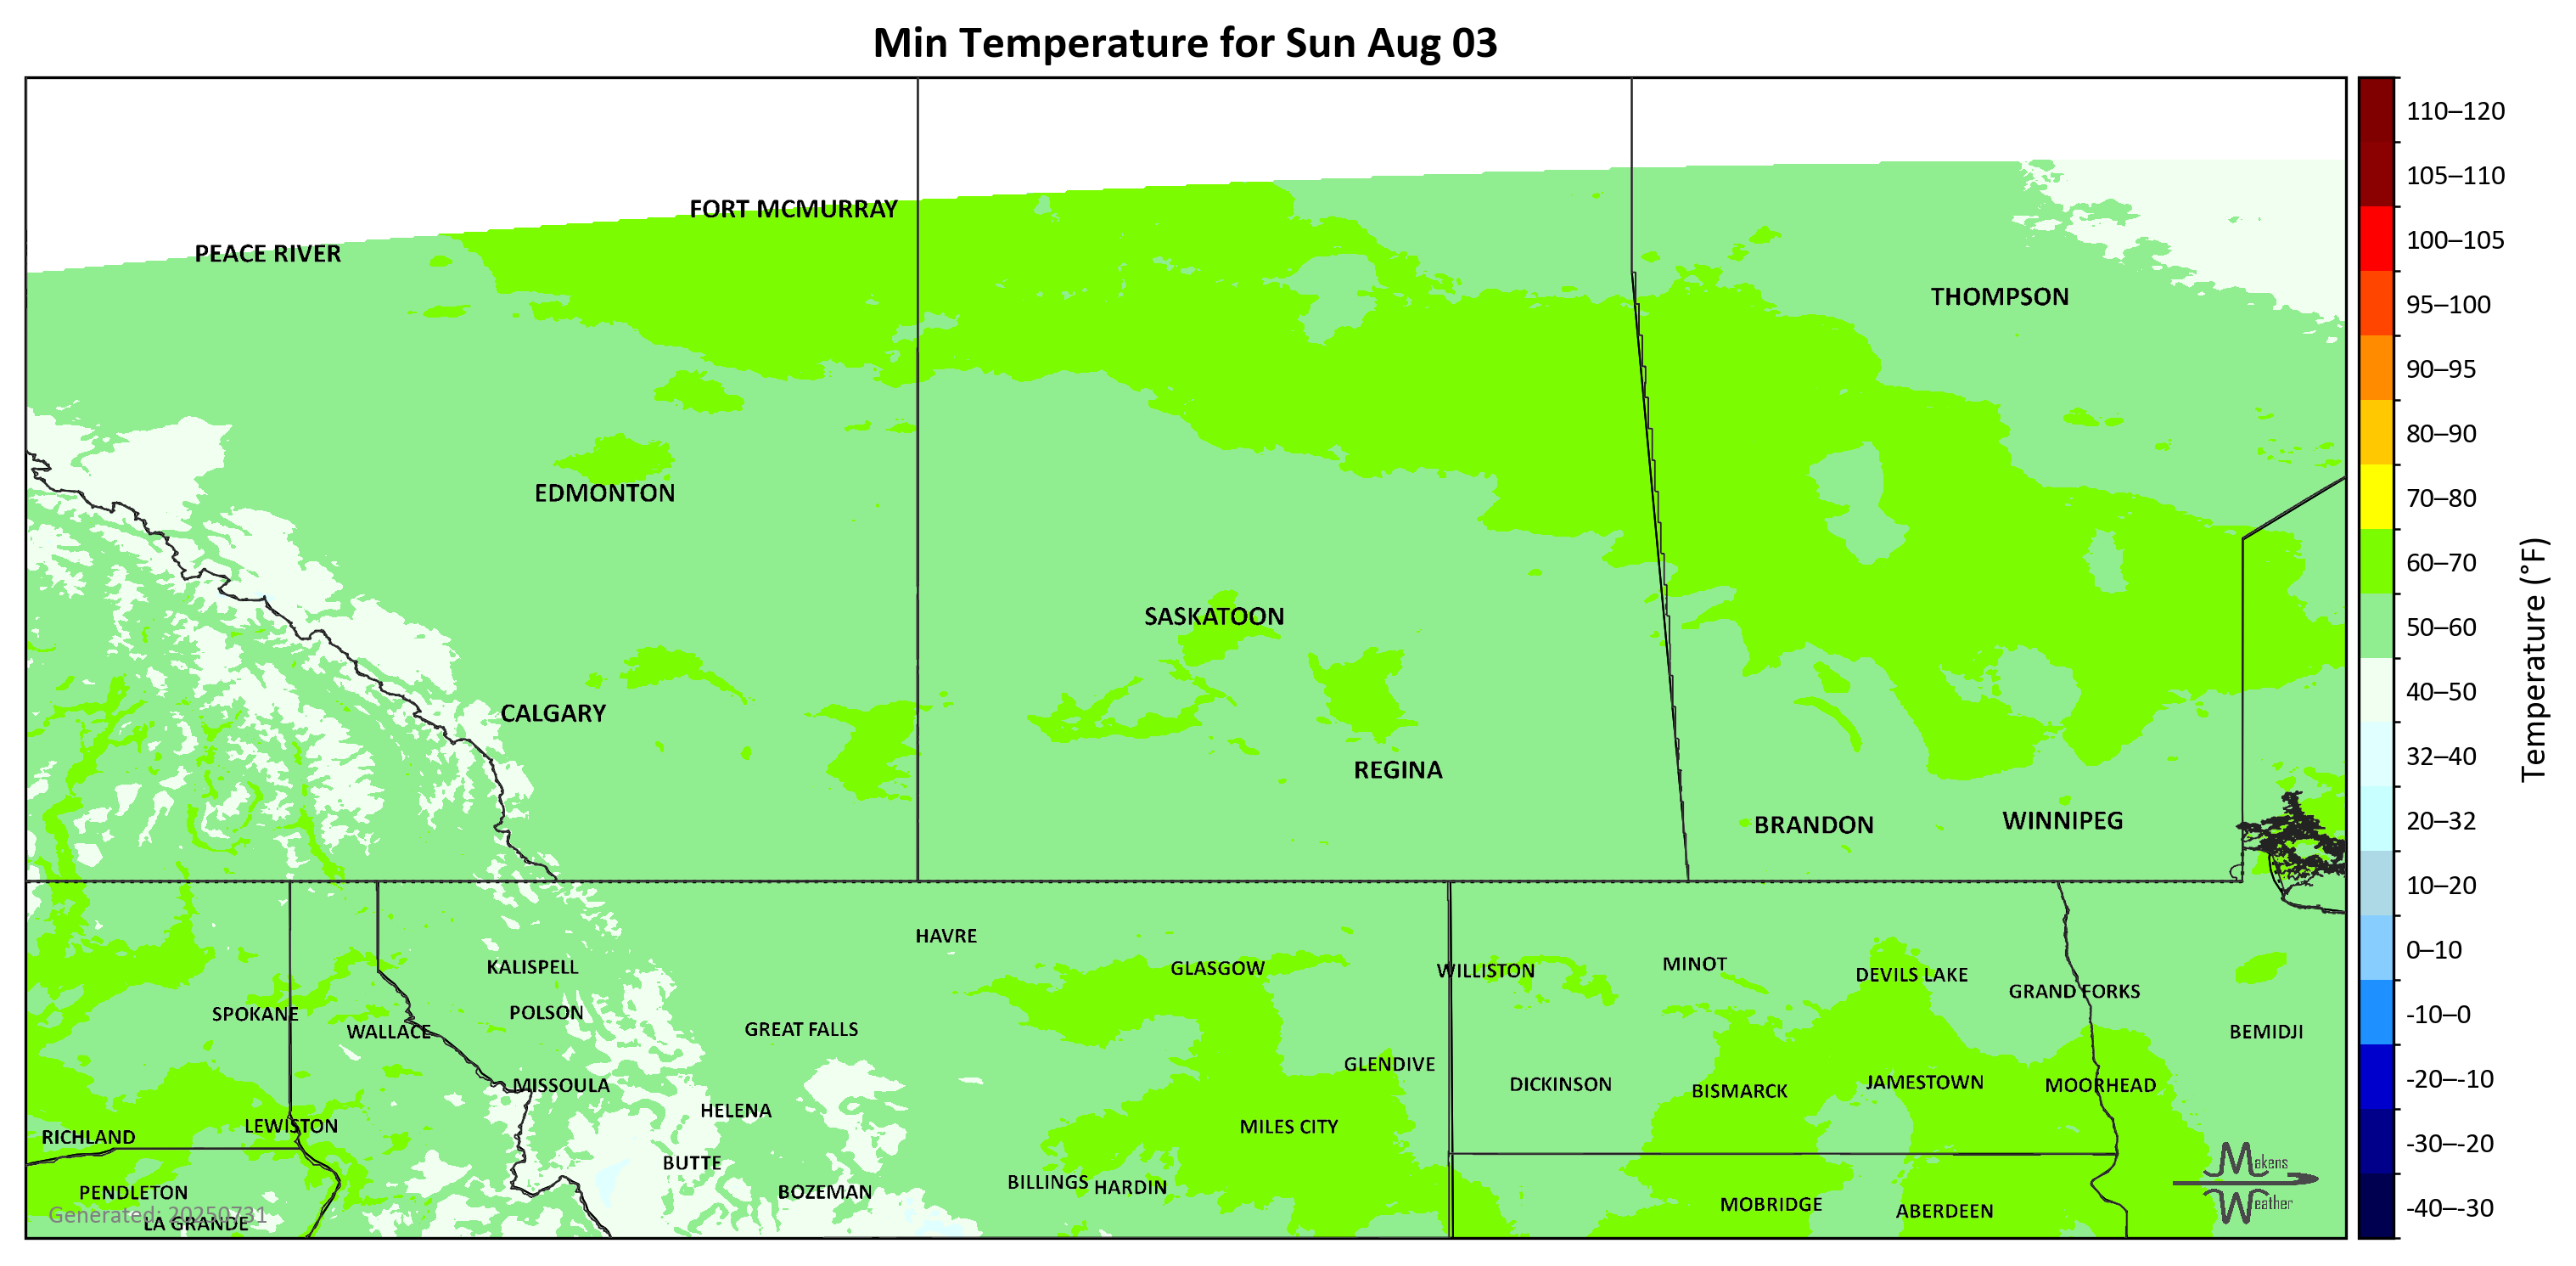 Min Temperature for Sun Aug 03
FORT MCMURRAY
PEACE RIVER
THOMPSON
EDMONTON
SASKATOON
CALGARY
REGINA
BRANDON
WINNIPEG
HAVRE
KALISPELL
GLASGOW
WILLISTON
MINOT
DEVILS LAKE
GRAND FORKS
SPOKANE
POLSON
WALLACE
GREAT FALLS
BEMIDJI
GLENDIVE
MISSOULA
DICKINSON
BISMARCK
JAMESTOWN
MOORHEAD
HELENA
LEWISTON
MILES CITY
RICHLAND
BUTTE
PENDLETON
BOZEMAN
BILLINGS
HARDIN
MOBRIDGE
ABERDEEN
Generated: 20250731
LA GRANDE
Makens
Weather
110–120
105–110
100–105
95–100
90–95
80–90
70–80
60–70
50–60
40–50
32–40
20–32
10–20
0–10
-10–0
-20–-10
-30–-20
-40–-30
Temperature (°F)